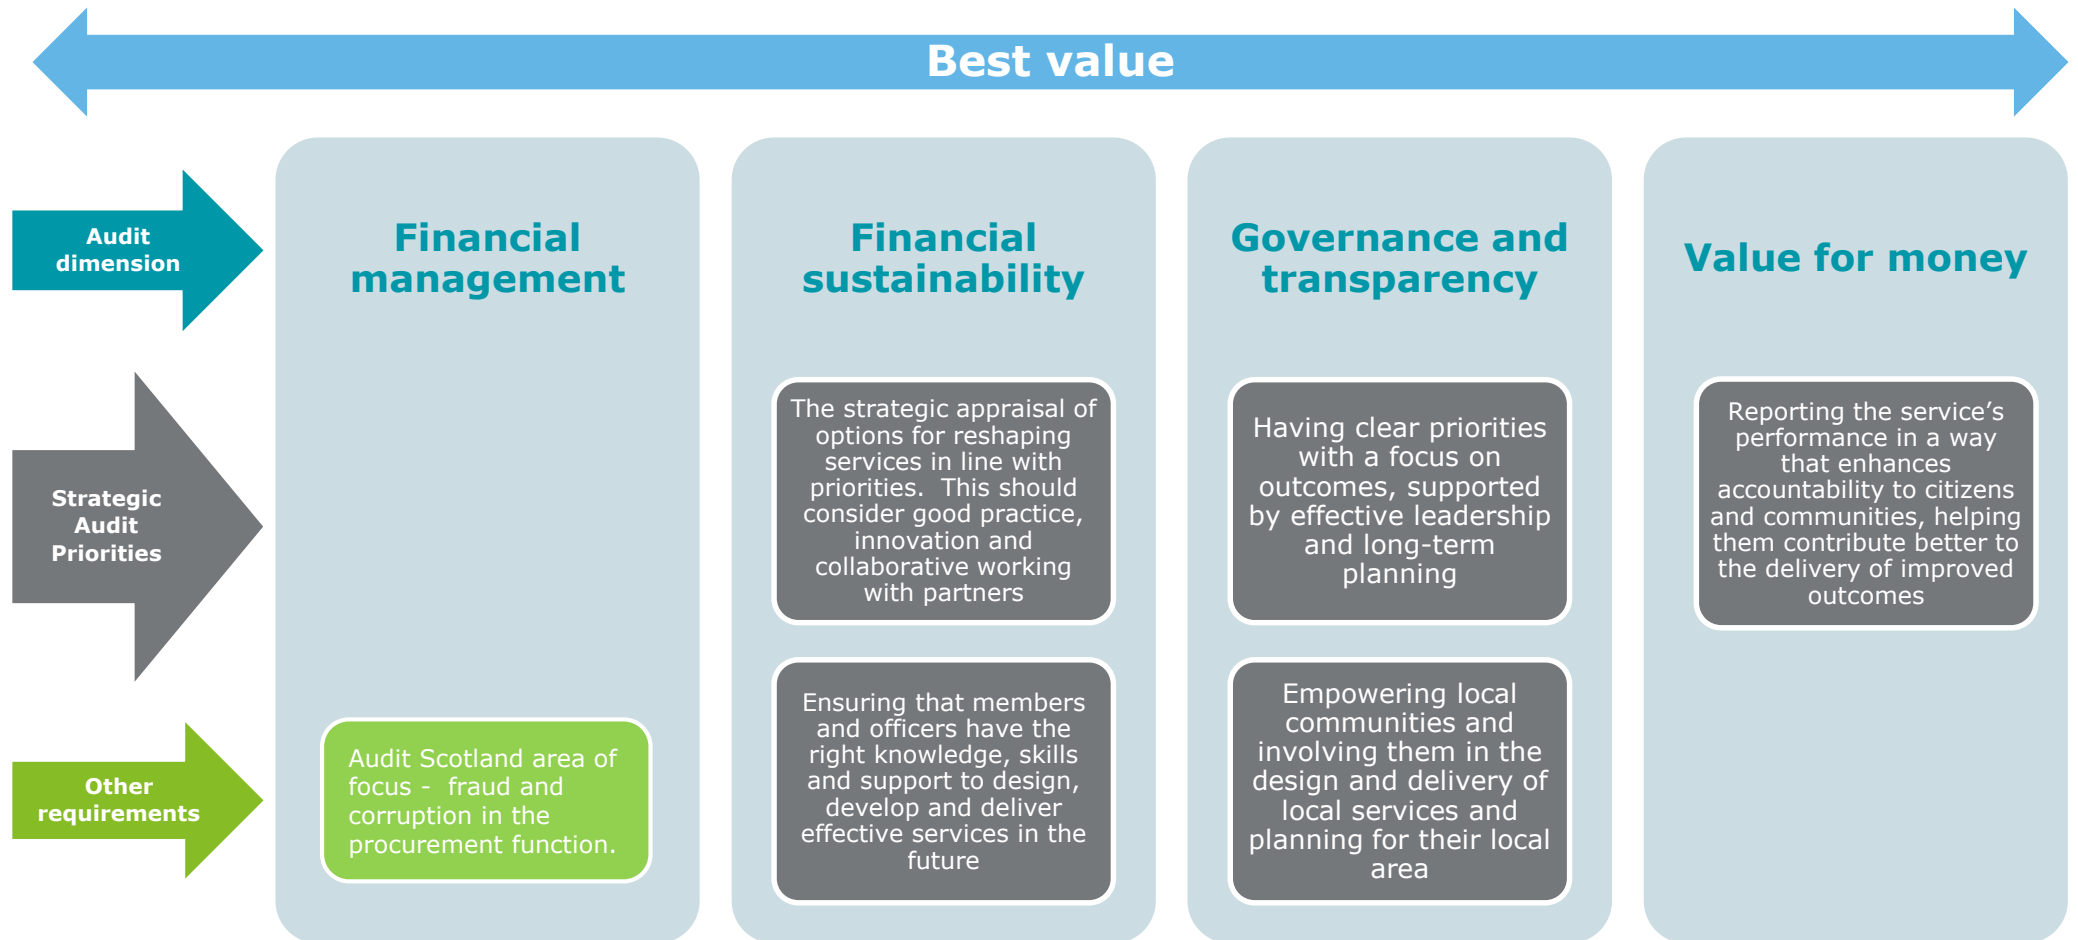 Best value
Audit
dimension
Financial
management
Financial
sustainability
Governance and
transparency
Value for money
Strategic
Audit
Priorities
The strategic appraisal of
options for reshaping
services in line with
priorities.  This should
consider good practice,
innovation and
collaborative working
with partners
Having clear priorities
with a focus on
outcomes, supported
by effective leadership
and long-term
planning
Reporting the service’s
performance in a way
that enhances
accountability to citizens
and communities, helping
them contribute better to
the delivery of improved
outcomes
Other
requirements
Audit Scotland area of
focus -  fraud and
corruption in the
procurement function.
Ensuring that members
and officers have the
right knowledge, skills
and support to design,
develop and deliver
effective services in the
future
Empowering local
communities and
involving them in the
design and delivery of
local services and
planning for their local
area